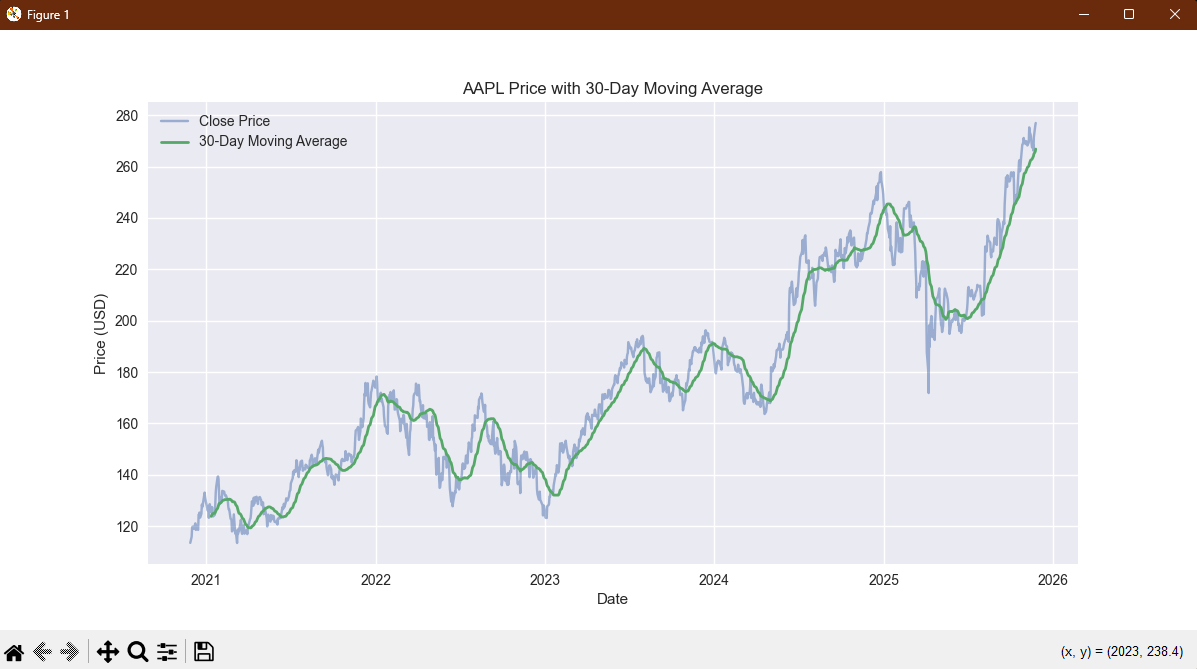 Figure 1
AAPL Price with 30-Day Moving Average
Close Price
30-Day Moving Average
280
260
240
220
200
180
160
140
120
Price (USD)
2021 2022 2023 2024 2025 2026
Date
(x, y) = (2023, 238.4)